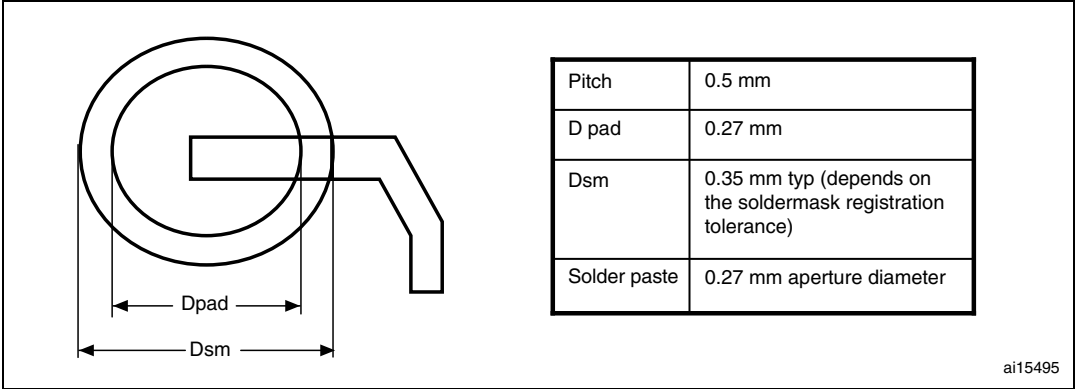 Dpad
Dsm
Pitch
0.5 mm
D pad
0.27 mm
Dsm
0.35 mm typ (depends on
the soldermask registration
tolerance)
Solder paste
0.27 mm aperture diameter
ai15495